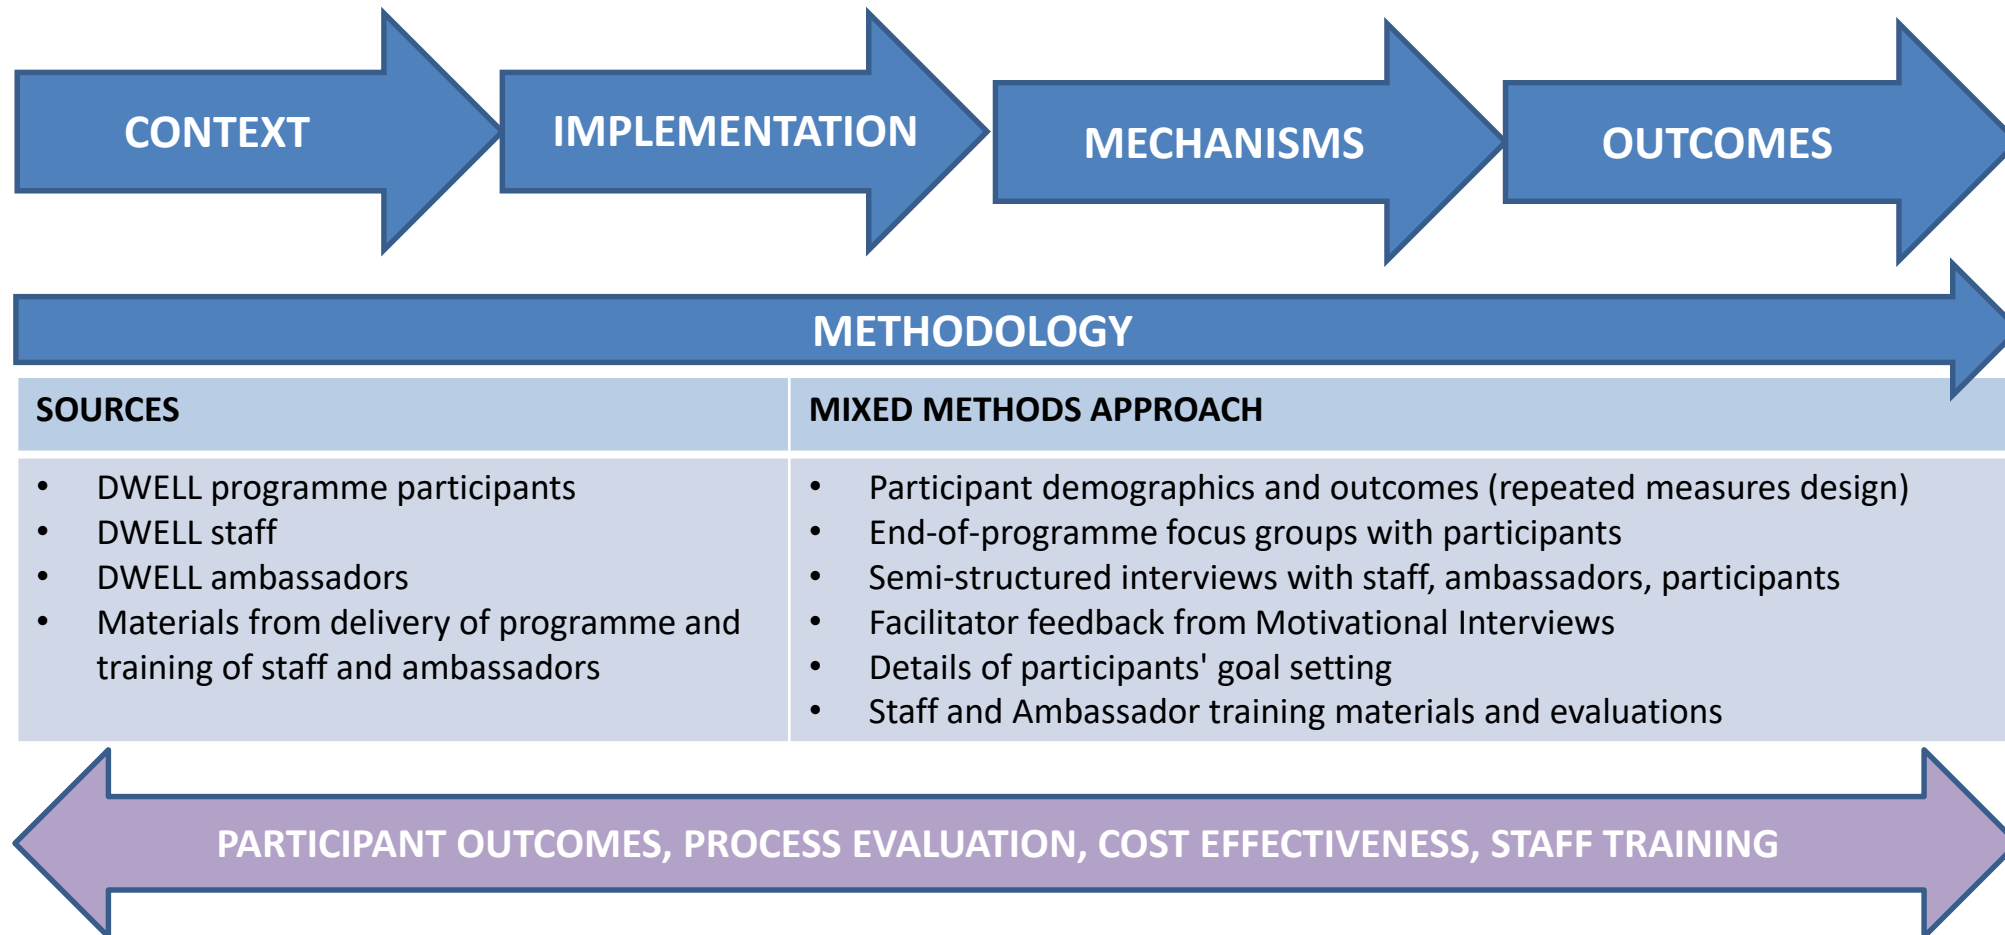 CONTEXT
IMPLEMENTATION
MECHANISMS
OUTCOMES
METHODOLOGY
SOURCES
MIXED METHODS APPROACH
• DWELL programme participants
• DWELL staff
• DWELL ambassadors
• Materials from delivery of programme and
training of staff and ambassadors
• Participant demographics and outcomes (repeated measures design)
• End-of-programme focus groups with participants
• Semi-structured interviews with staff, ambassadors, participants
• Facilitator feedback from Motivational Interviews
• Details of participants' goal setting
• Staff and Ambassador training materials and evaluations
PARTICIPANT OUTCOMES, PROCESS EVALUATION, COST EFFECTIVENESS, STAFF TRAINING